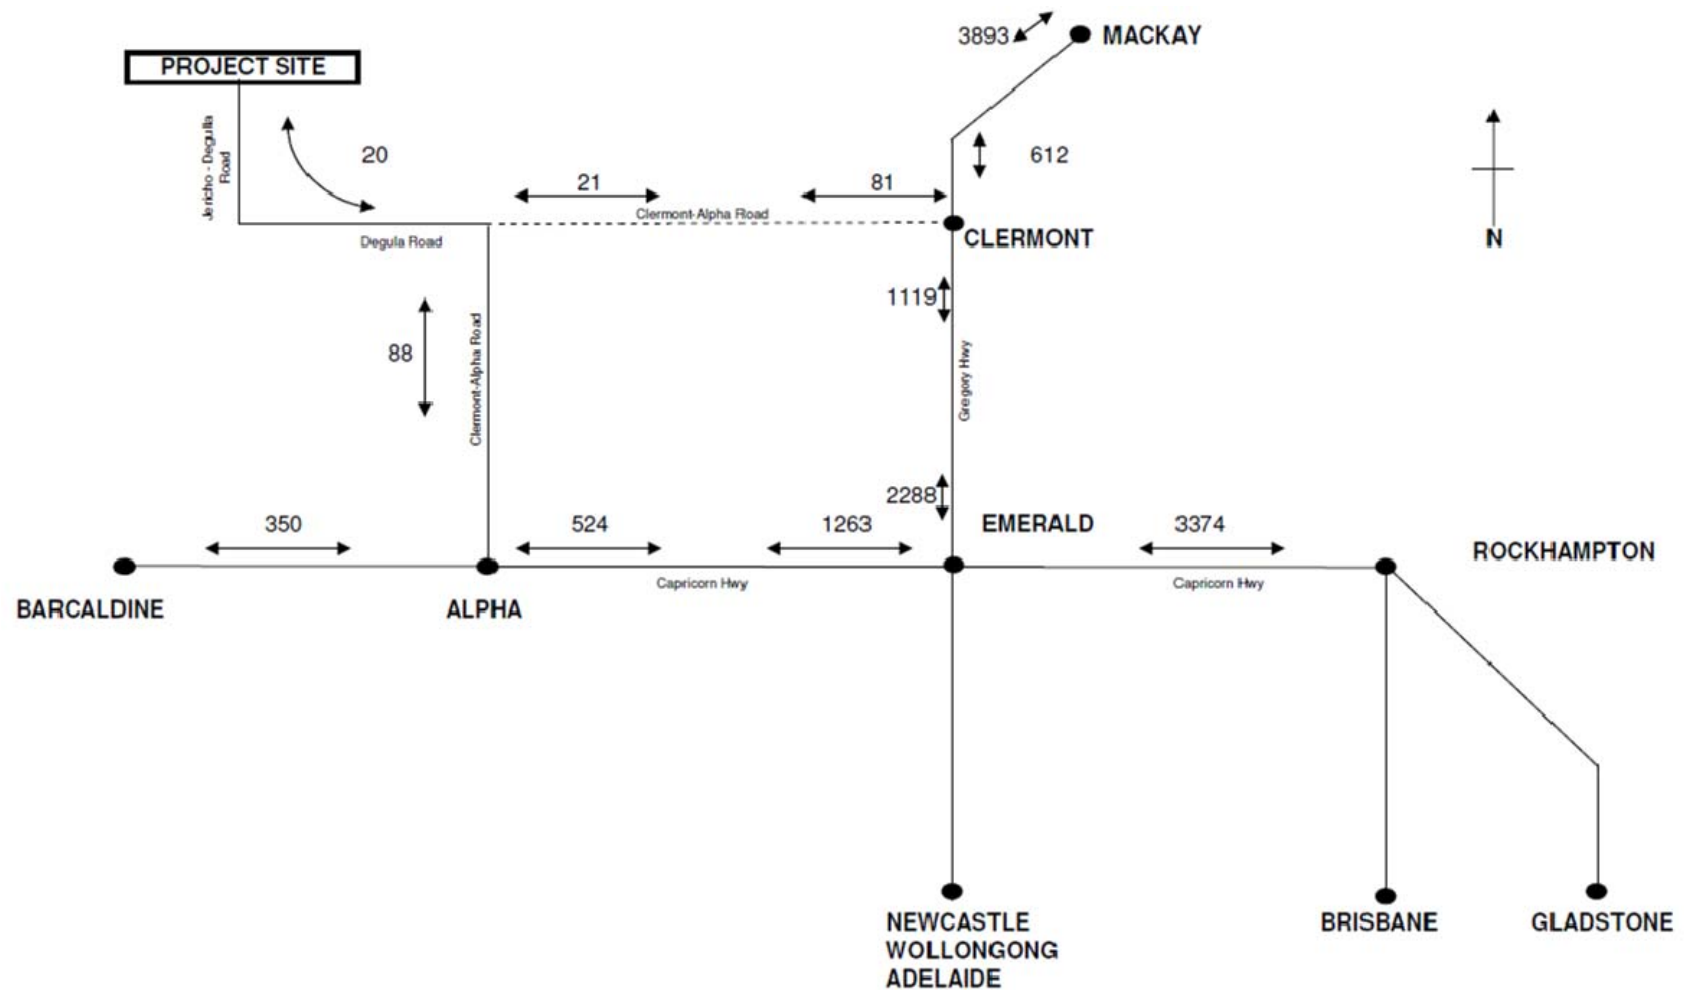 3893
MACKAY
PROJECT SITE
Jericho - Degulla
Road
20
612
21
81
Clermont-Alpha Road
Degula Road
CLERMONT
N
1119
88
Clermont-Alpha Road
Gregory Hwy
2288
350
524
1263
EMERALD
3374
ROCKHAMPTON
Capricorn Hwy
Capricorn Hwy
BARCALDINE
ALPHA
NEWCASTLE
WOLLONGONG
ADELAIDE
BRISBANE
GLADSTONE